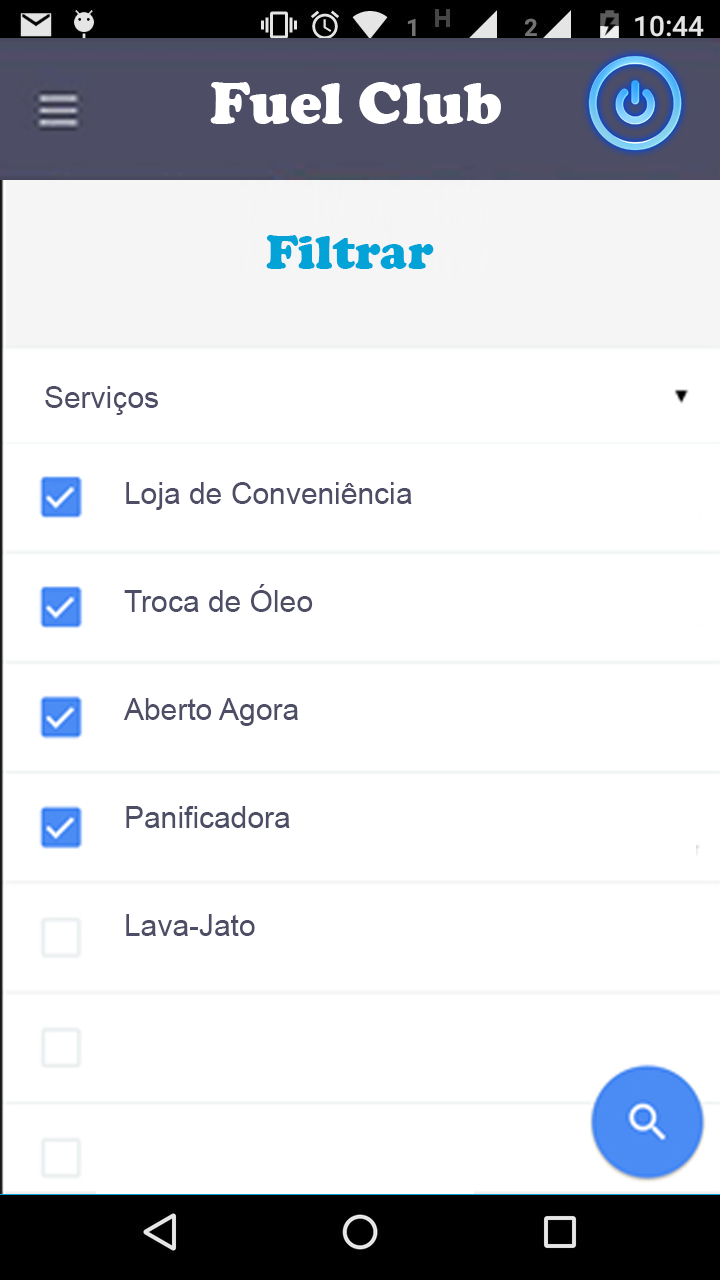 1 H 2 10:44
Fuel Club
Filtrar
Serviços
Loja de Conveniência
Troca de Óleo
Aberto Agora
Panificadora
Lava-Jato